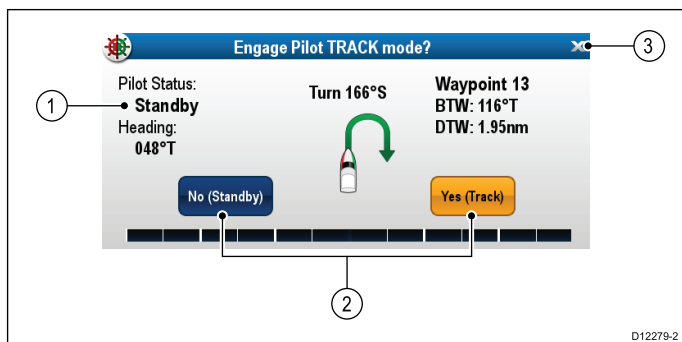 Engage Pilot TRACK mode?
3
Pilot Status:
Standby
Heading:
048°T
1
Turn 166°S
Waypoint 13
BTW: 116°T
DTW: 1.95nm
No (Standby)
Yes (Track)
2
D12279-2